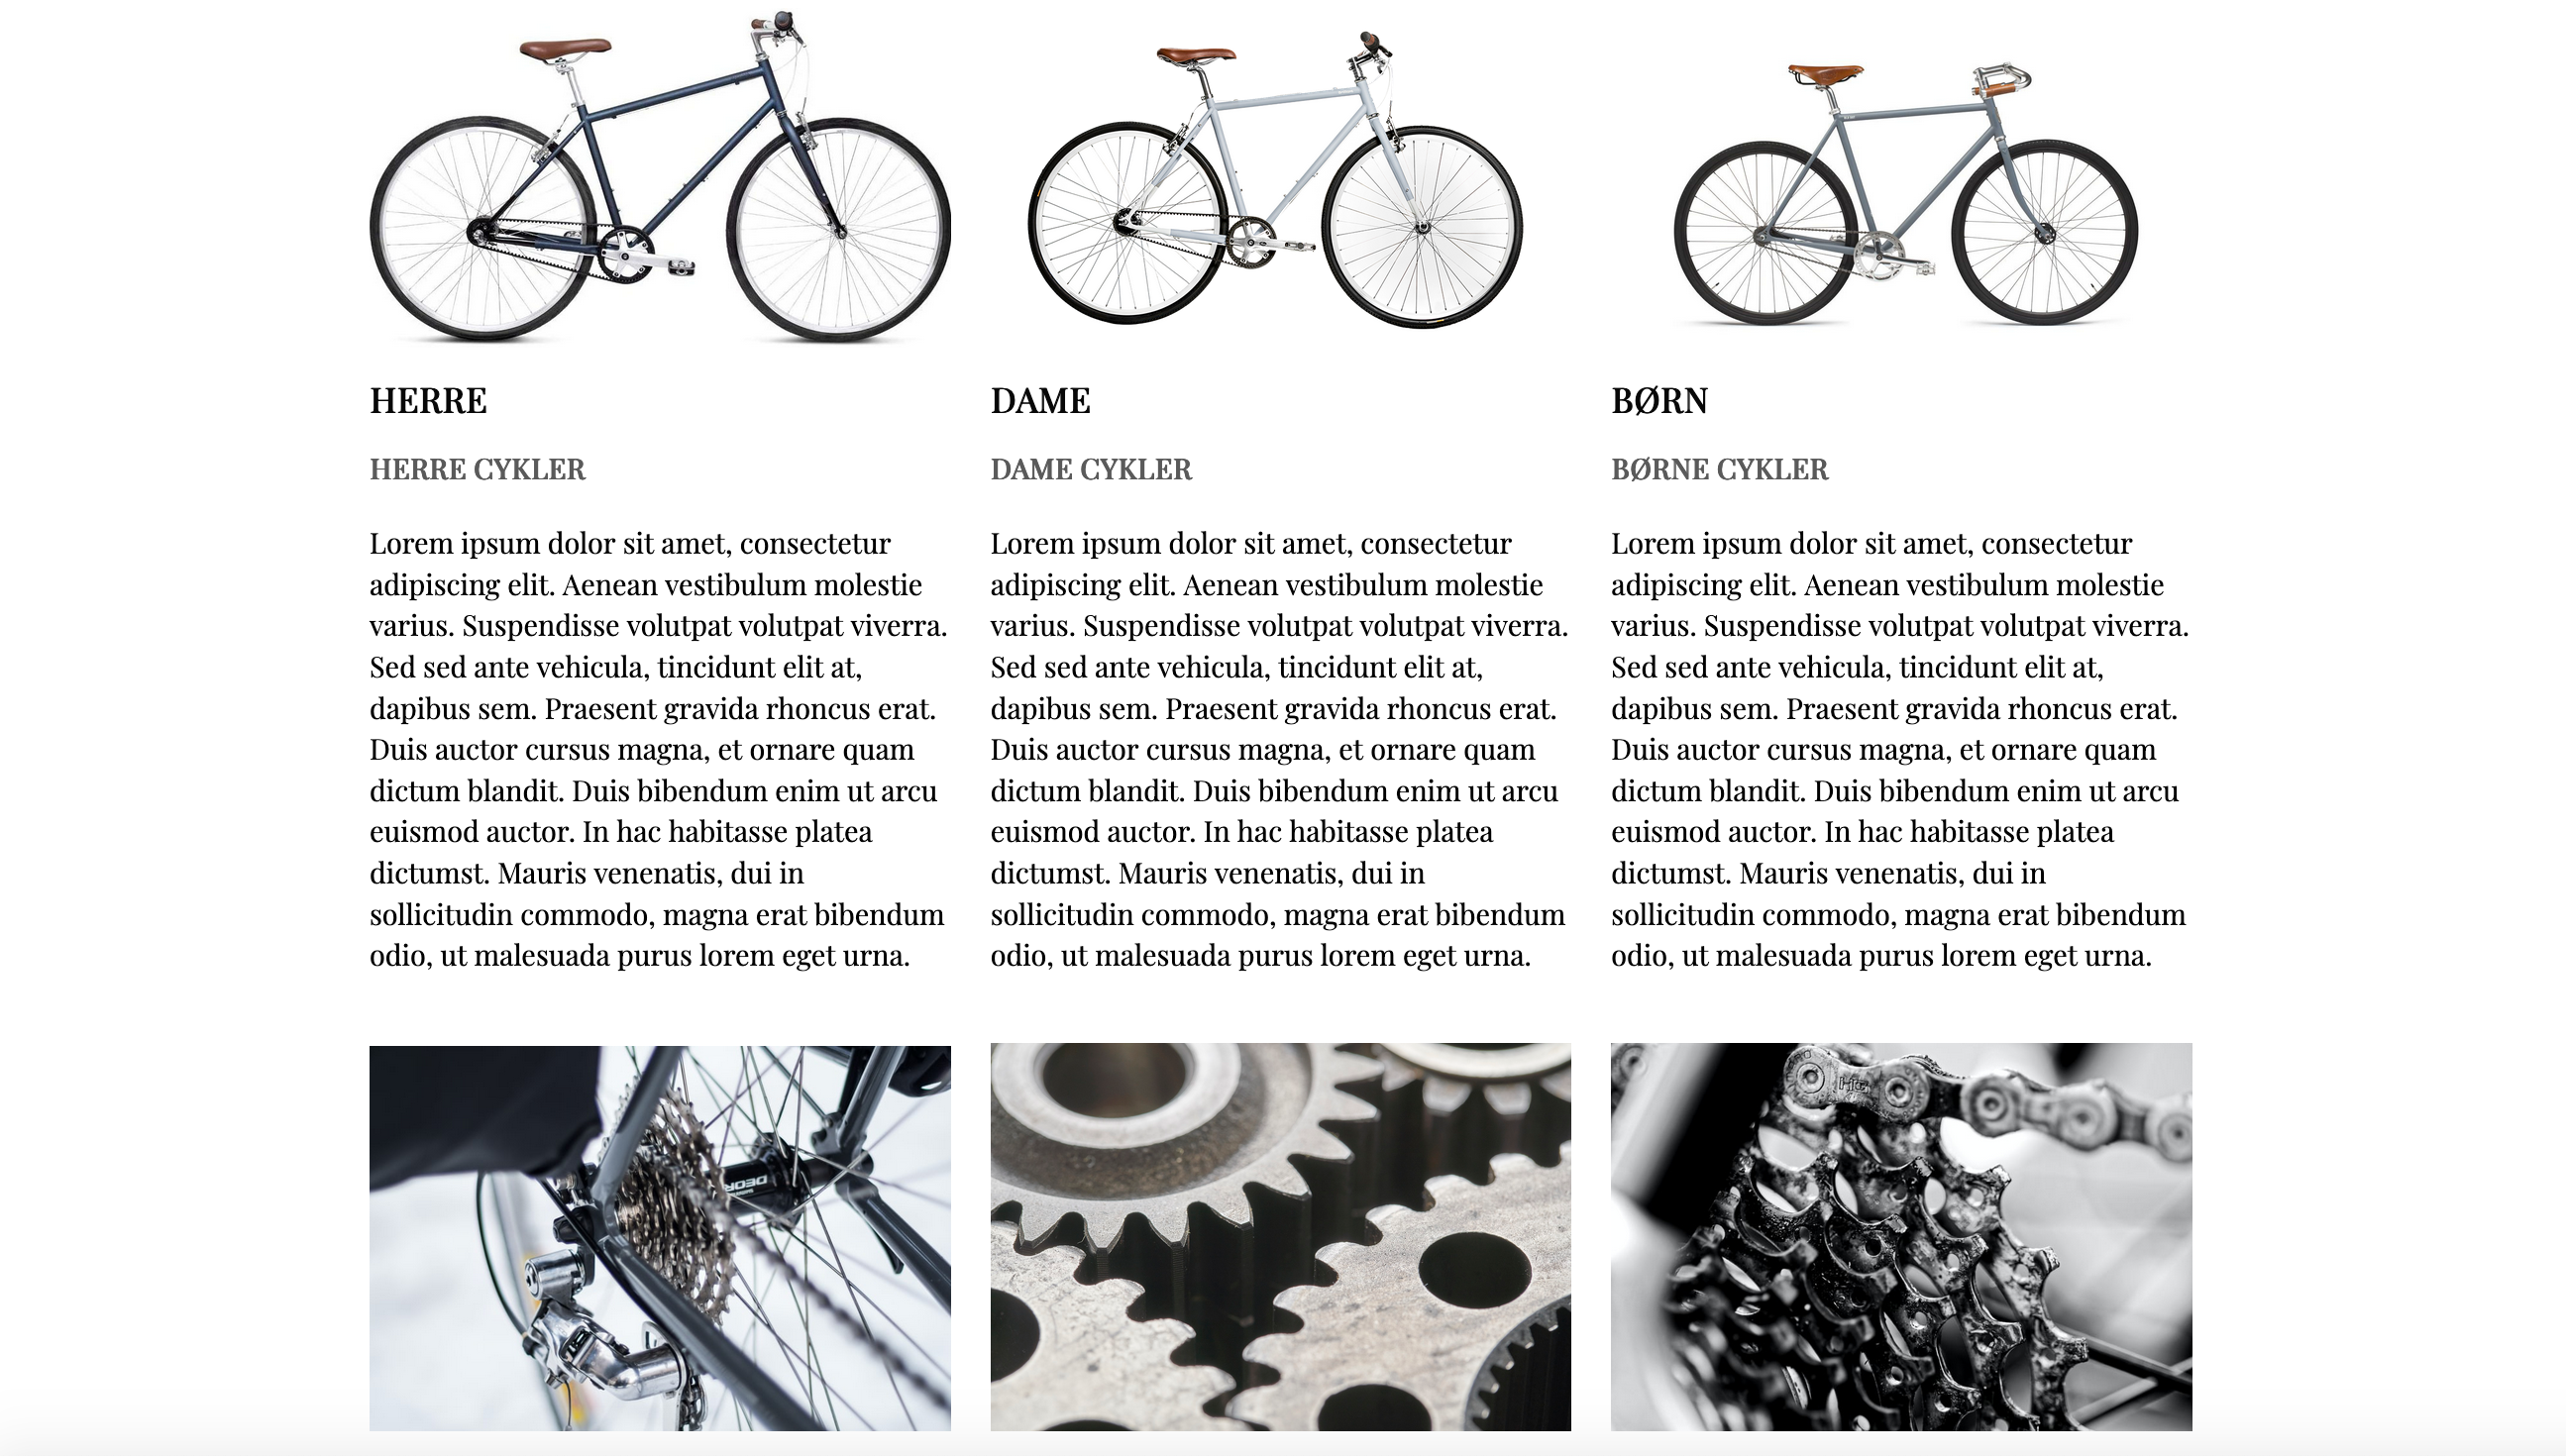 HERRE
HERRE CYKLER
Lorem ipsum dolor sit amet, consectetur
adipiscing elit. Aenean vestibulum molestie
varius. Suspendisse volutpat volutpat viverra.
Sed sed ante vehicula, tincidunt elit at,
dapibus sem. Praesent gravida rhoncus erat.
Duis auctor cursus magna, et ornare quam
dictum blandit. Duis bibendum enim ut arcu
euismod auctor. In hac habitasse platea
dictumst. Mauris venenatis, dui in
sollicitudin commodo, magna erat bibendum
odio, ut malesuada purus lorem eget urna.
DAME
DAME CYKLER
Lorem ipsum dolor sit amet, consectetur
adipiscing elit. Aenean vestibulum molestie
varius. Suspendisse volutpat volutpat viverra.
Sed sed ante vehicula, tincidunt elit at,
dapibus sem. Praesent gravida rhoncus erat.
Duis auctor cursus magna, et ornare quam
dictum blandit. Duis bibendum enim ut arcu
euismod auctor. In hac habitasse platea
dictumst. Mauris venenatis, dui in
sollicitudin commodo, magna erat bibendum
odio, ut malesuada purus lorem eget urna.
BØRN
BØRNE CYKLER
Lorem ipsum dolor sit amet, consectetur
adipiscing elit. Aenean vestibulum molestie
varius. Suspendisse volutpat volutpat viverra.
Sed sed ante vehicula, tincidunt elit at,
dapibus sem. Praesent gravida rhoncus erat.
Duis auctor cursus magna, et ornare quam
dictum blandit. Duis bibendum enim ut arcu
euismod auctor. In hac habitasse platea
dictumst. Mauris venenatis, dui in
sollicitudin commodo, magna erat bibendum
odio, ut malesuada purus lorem eget urna.
HG